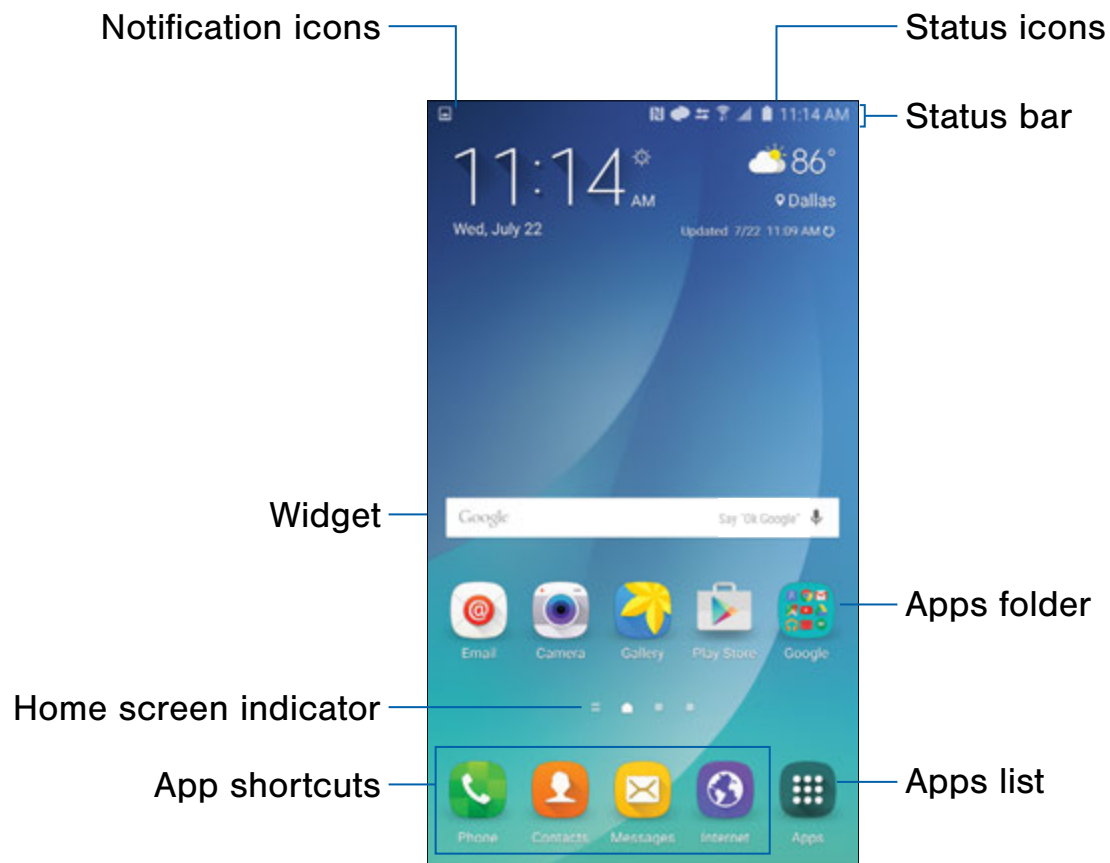 Notification icons
Status icons
Status bar
11:14 AM
11:14
AM
86°
Dallas
Wed, July 22
Updated 7/22 11:09 AM
Widget
Google
Say "Ok Google"
Apps folder
@
Email
Camera
Gallery
Play Store
Google
Home screen indicator
App shortcuts
Apps list
Phone
Contacts
Messages
Internet
Apps